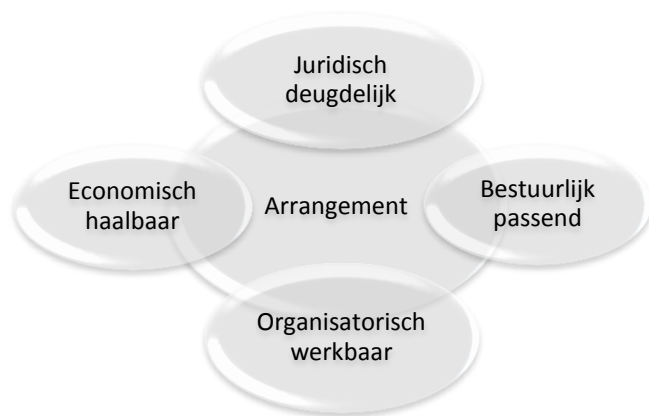 Juridisch
deugdelijk
Economisch
haalbaar
Arrangement
Bestuurlijk
passend
Organisatorisch
werkbaar